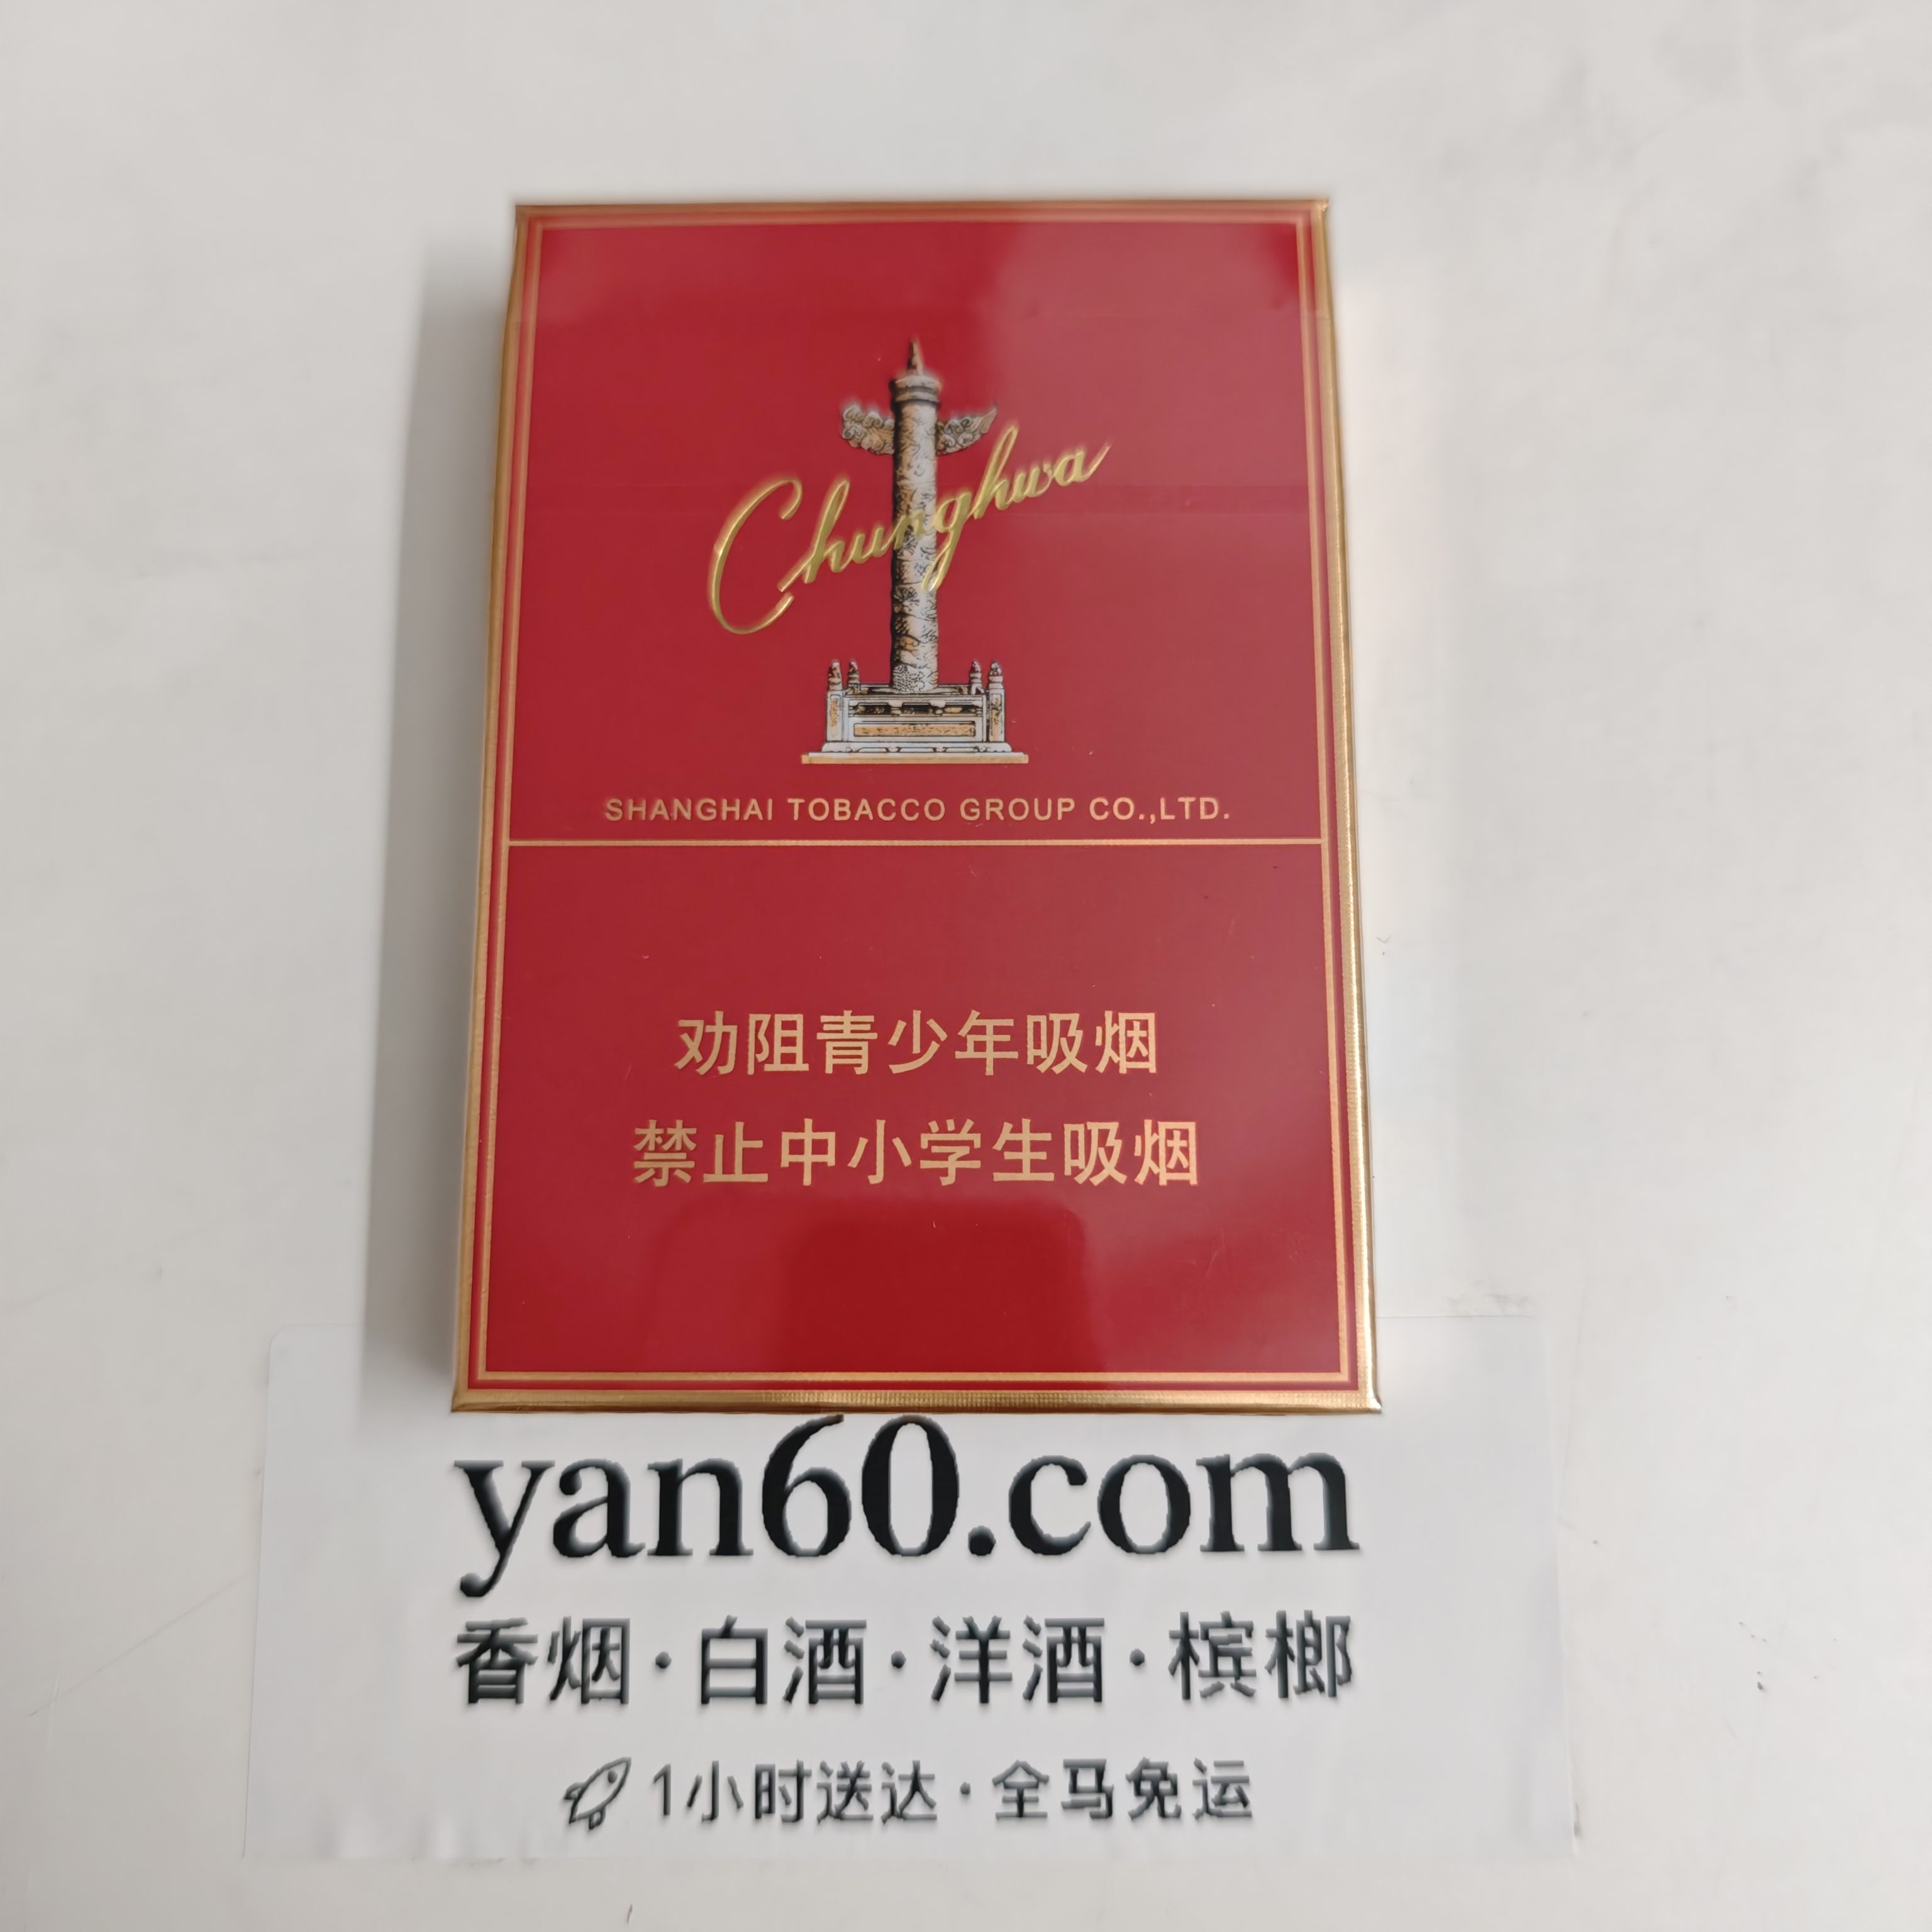 Chunghwa
SHANGHAI TOBACCO GROUP CO.,LTD.
劝阻青少年吸烟
禁止中小学生吸烟
yan60.com
香烟·白酒·洋酒·槟榔
1小时送达·全马免运